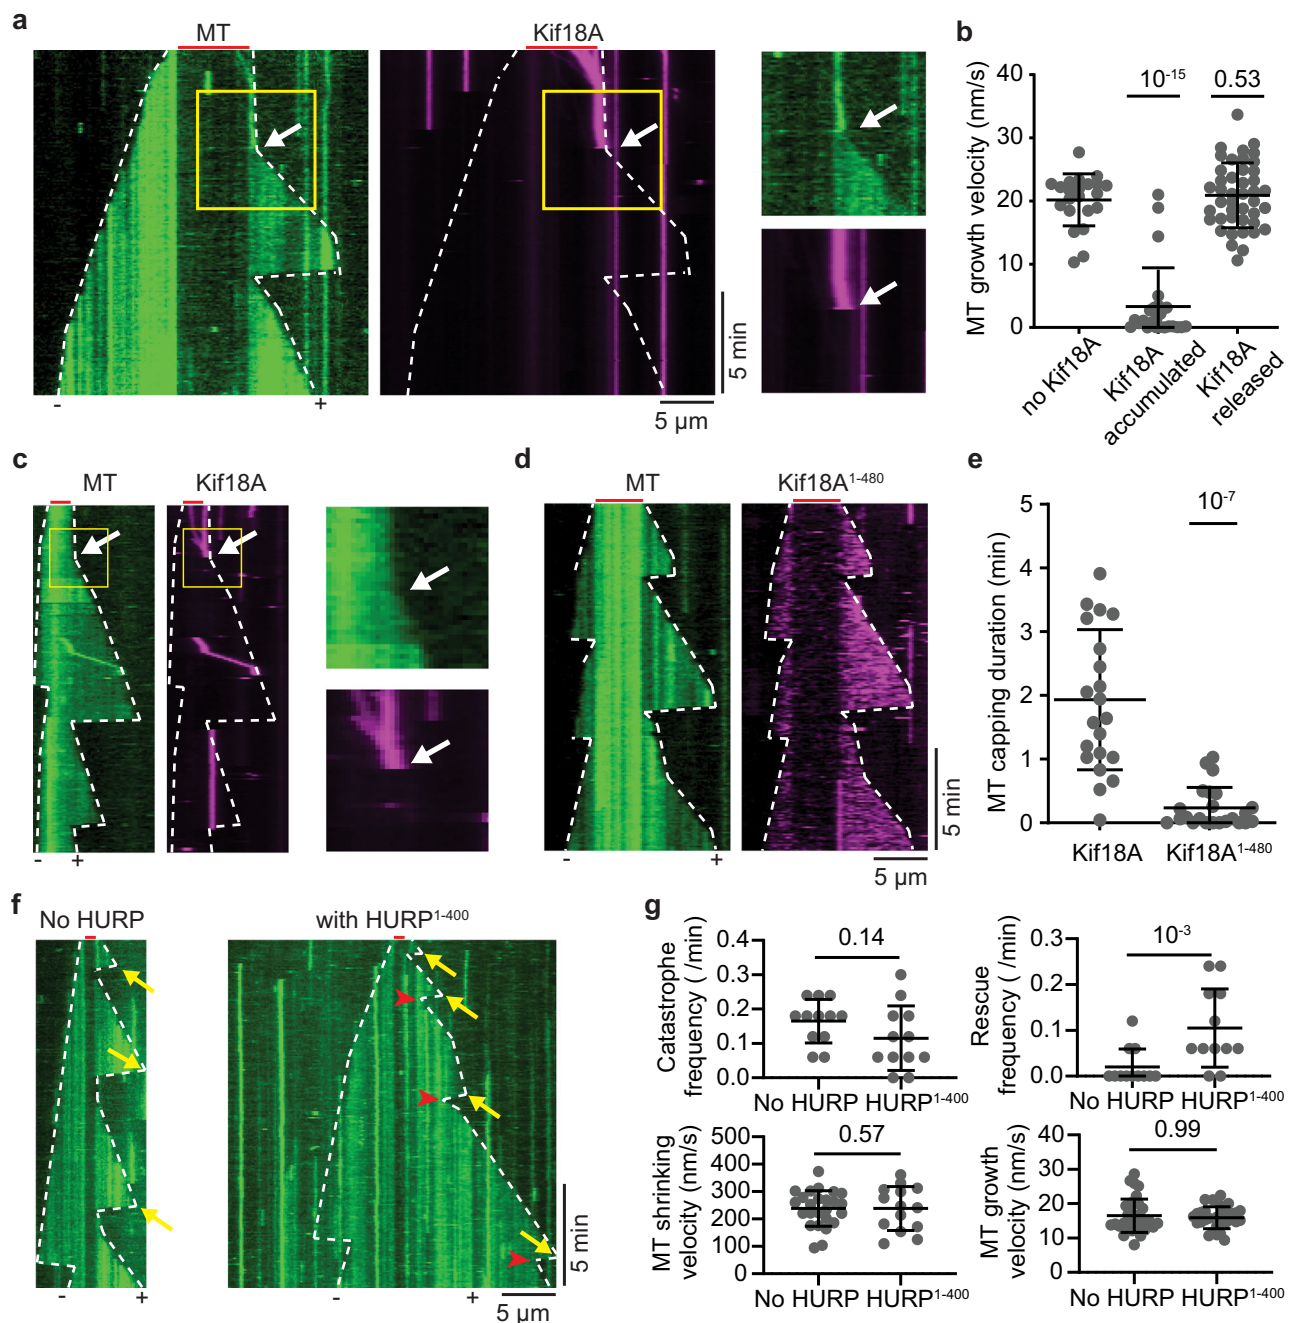 a
MT
Kif18A
5 min
- +
5 µm
b
MT growth velocity (nm/s)
40
30
20
10
0
10⁻¹⁵
0.53
no Kif18A
Kif18A accumulated
Kif18A released
c
MT
Kif18A
- +
d
MT
Kif18A¹⁻⁴⁸⁰
5 min
- +
5 µm
e
MT capping duration (min)
5
4
3
2
1
0
10⁻⁷
Kif18A
Kif18A¹⁻⁴⁸⁰
f
No HURP
with HURP¹⁻⁴⁰⁰
- +
- +
5 min
5 µm
g
Catastrophe frequency (/min)
0.4
0.3
0.2
0.1
0.0
0.14
No HURP HURP¹⁻⁴⁰⁰
Rescue frequency (/min)
0.3
0.2
0.1
0.0
10⁻³
No HURP HURP¹⁻⁴⁰⁰
MT shrinking velocity (nm/s)
500
400
300
200
100
0
0.57
No HURP HURP¹⁻⁴⁰⁰
MT growth velocity (nm/s)
40
30
20
10
0
0.99
No HURP HURP¹⁻⁴⁰⁰